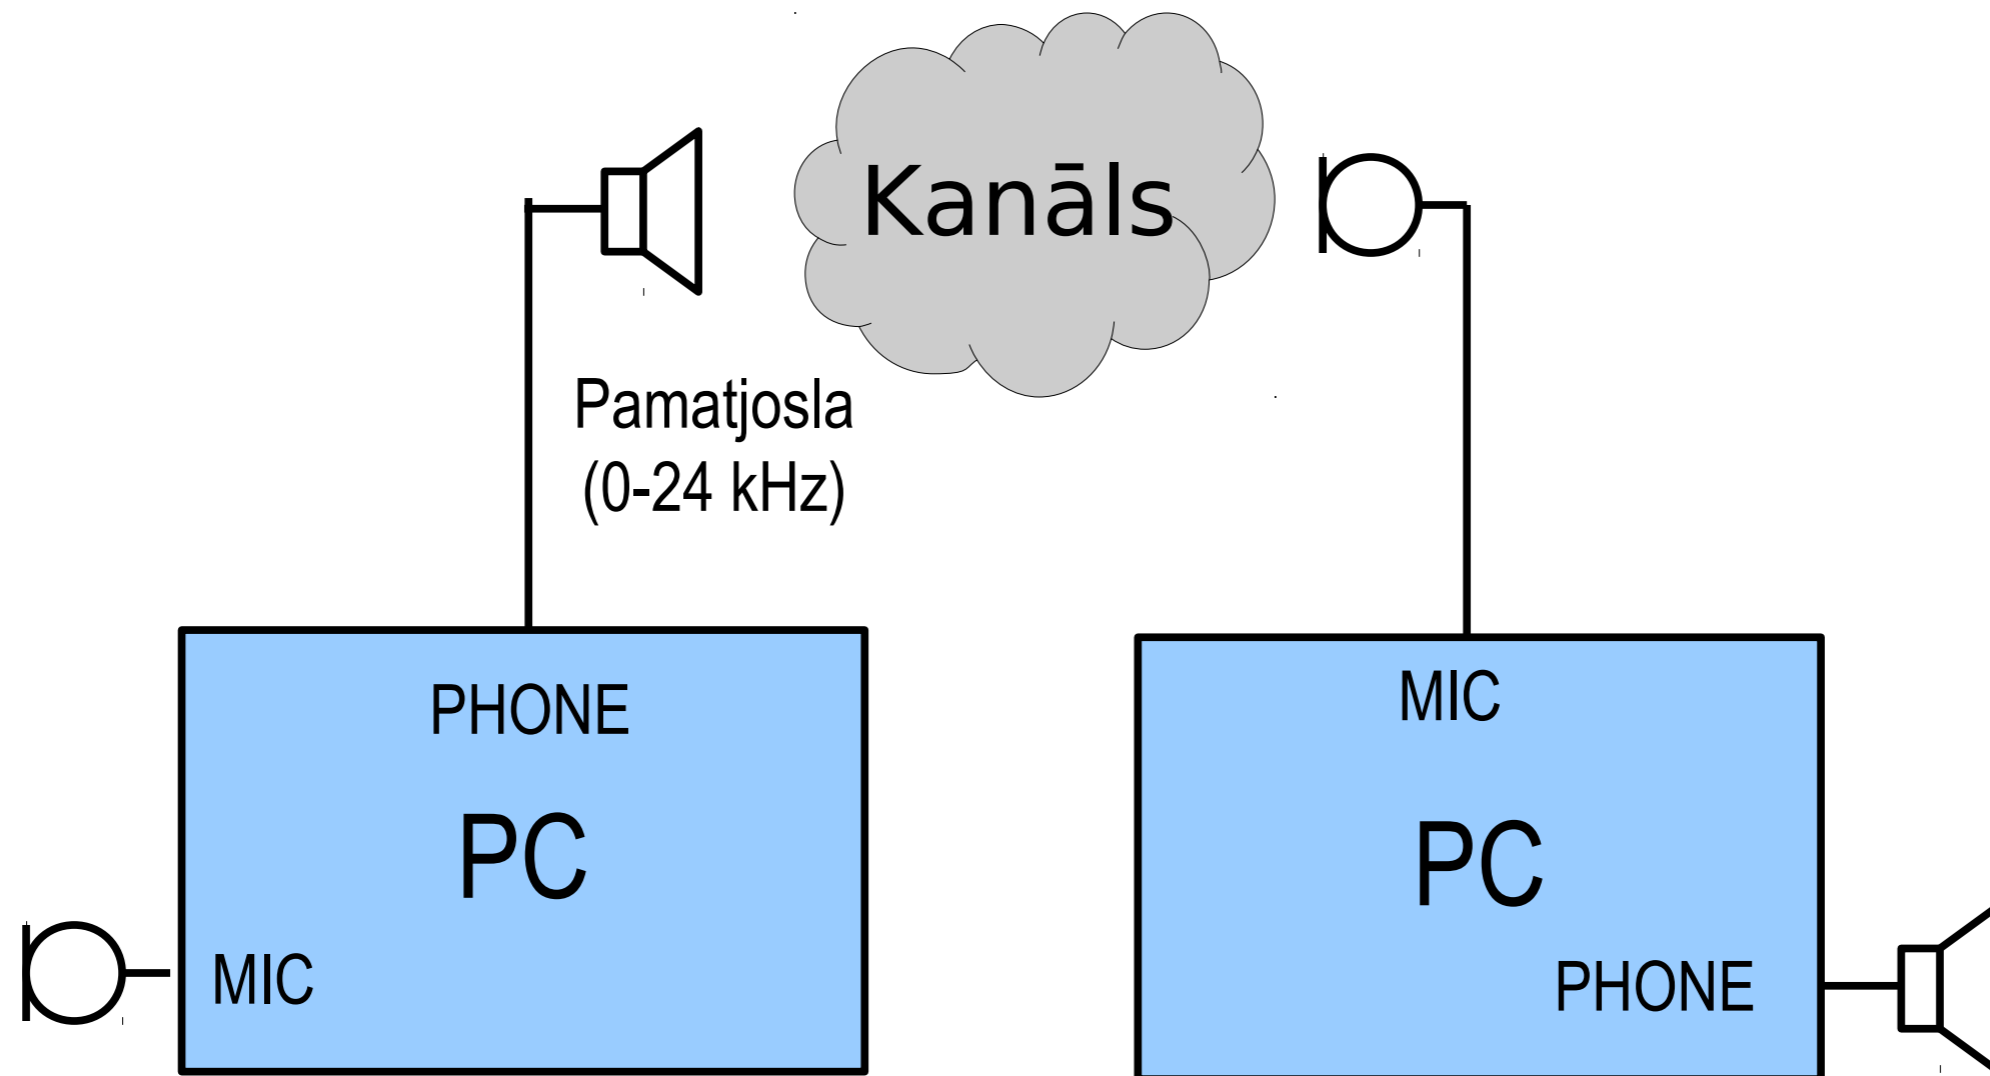 Kanāls
Pamatjosla
(0-24 kHz)
PHONE
PC
MIC
MIC
PC
PHONE